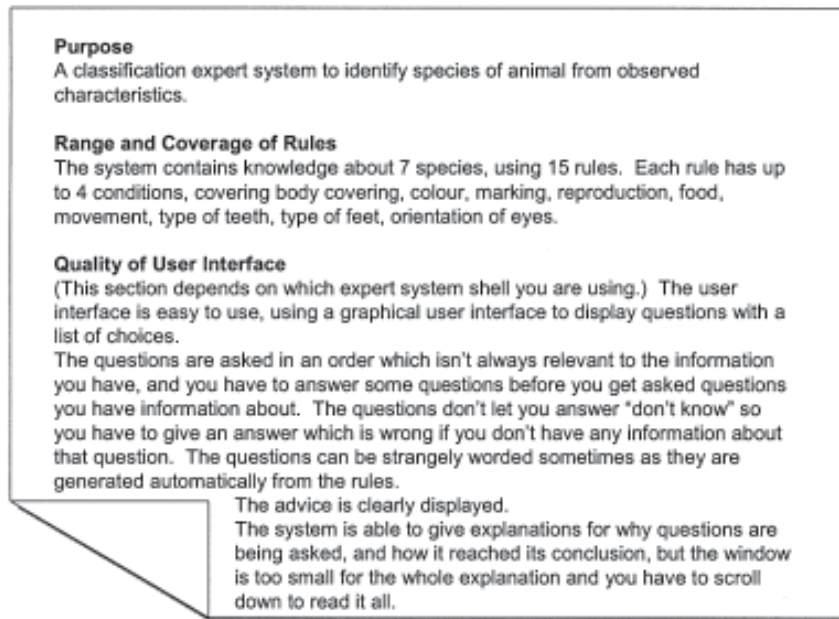 Purpose
A classification expert system to identify species of animal from observed
characteristics.
Range and Coverage of Rules
The system contains knowledge about 7 species, using 15 rules.  Each rule has up
to 4 conditions, covering body covering, colour, marking, reproduction, food,
movement, type of teeth, type of feet, orientation of eyes.
Quality of User Interface
(This section depends on which expert system shell you are using.)  The user
interface is easy to use, using a graphical user interface to display questions with a
list of choices.
The questions are asked in an order which isn't always relevant to the information
you have, and you have to answer some questions before you get asked questions
you have information about.  The questions don't let you answer "don't know" so
you have to give an answer which is wrong if you don't have any information about
that question.  The questions can be strangely worded sometimes as they are
generated automatically from the rules.
The advice is clearly displayed.
The system is able to give explanations for why questions are
being asked, and how it reached its conclusion, but the window
is too small for the whole explanation and you have to scroll
down to read it all.